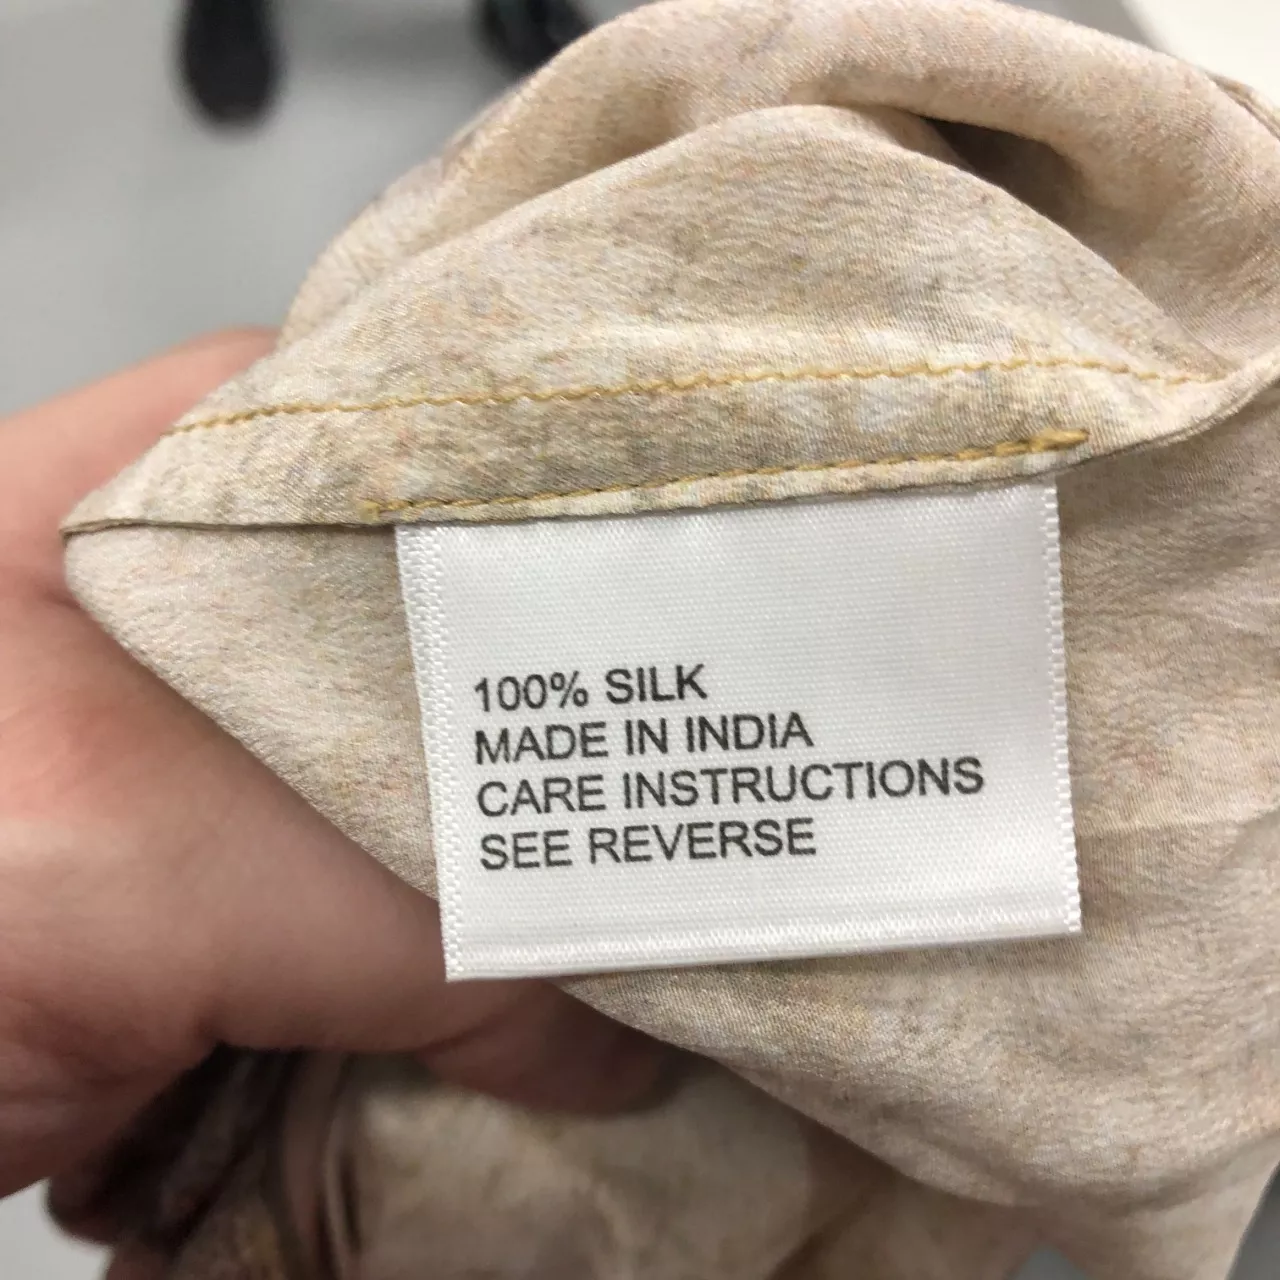 100% SILK
MADE IN INDIA
CARE INSTRUCTIONS
SEE REVERSE